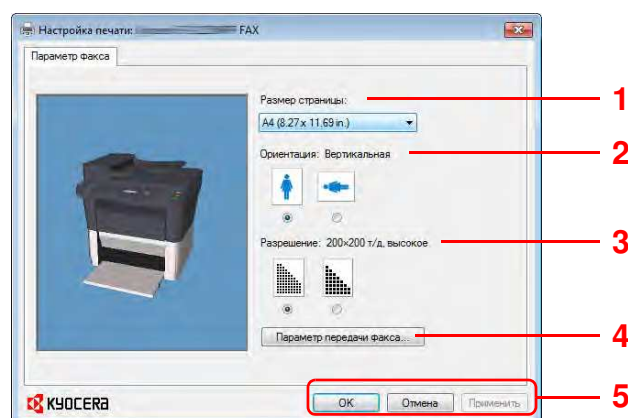 Настройка печати: FAX
Параметр факса
Размер страницы: 1
A4 (8.27 x 11.69 in.)
Ориентация: Вертикальная 2
Разрешение: 200×200 т/д, высокое 3
Параметр передачи факса... 4
KYOCERA OK Отмена Применить 5